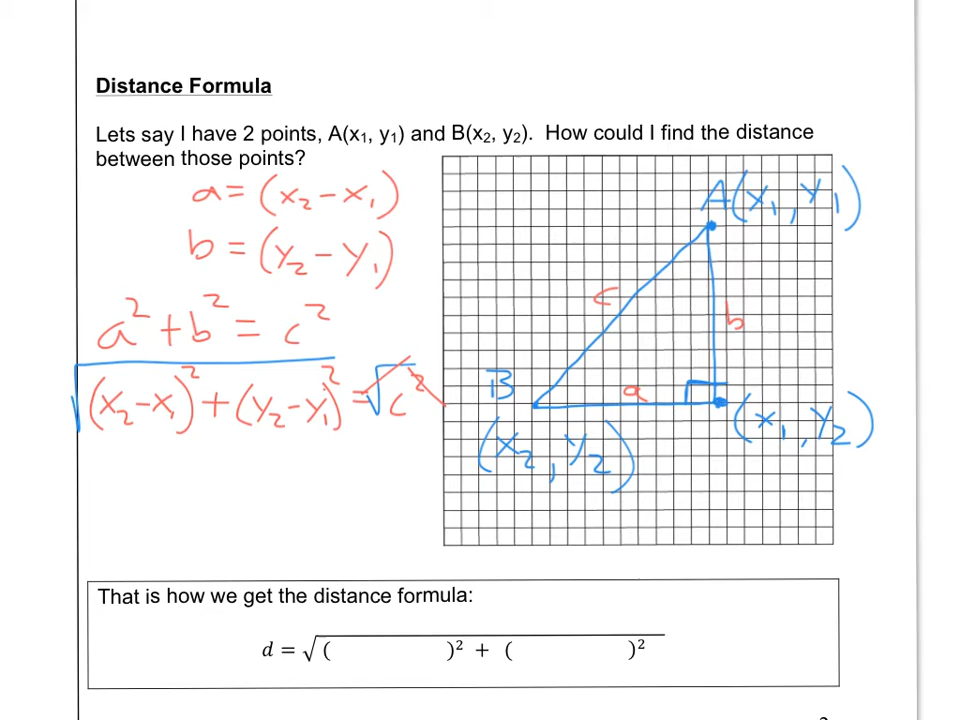 Distance Formula
Lets say I have 2 points, A(x₁, y₁) and B(x₂, y₂). How could I find the distance
between those points?
a = (x₂ - x₁)
b = (y₂ - y₁)
a² + b² = c²
√(x₂-x₁)² + (y₂-y₁)² = √c²
A(x₁, y₁)
c
b
B
a
(x₁, y₂)
(x₂, y₂)
That is how we get the distance formula:
d = √( )² + ( )²